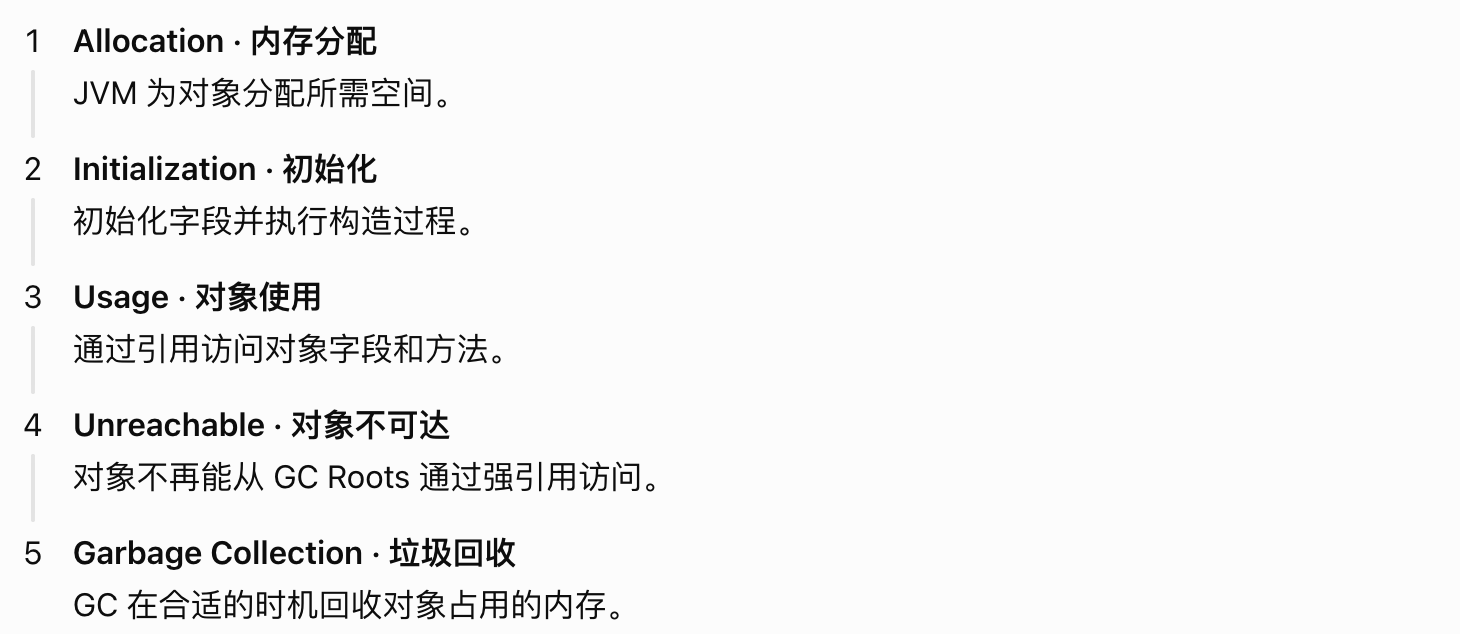 1 Allocation · 内存分配
JVM 为对象分配所需空间。
2 Initialization · 初始化
初始化字段并执行构造过程。
3 Usage · 对象使用
通过引用访问对象字段和方法。
4 Unreachable · 对象不可达
对象不再能从 GC Roots 通过强引用访问。
5 Garbage Collection · 垃圾回收
GC 在合适的时机回收对象占用的内存。